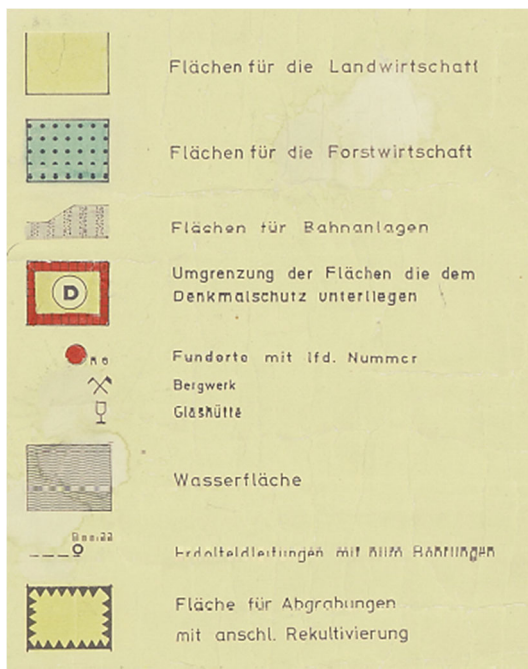 Flächen für die Landwirtschaft
Flächen für die Forstwirtschaft
Flächen für Bahnanlagen
D
Umgrenzung der Flächen die dem
Denkmalschutz unterliegen
Fundorte mit lfd. Nummer
Bergwerk
Glashütte
Wasserfläche
mit
Fläche für Abgrabungen
mit anschl. Rekultivierung